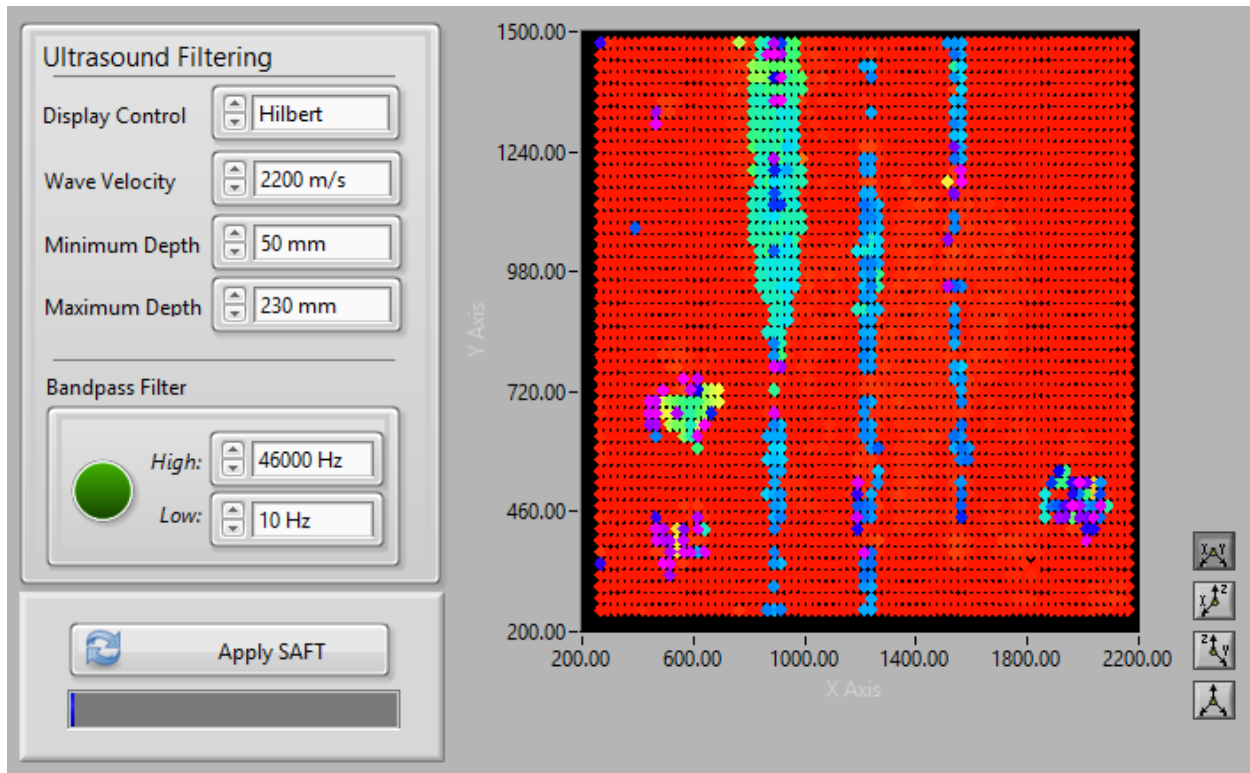 Ultrasound Filtering
Display Control Hilbert
Wave Velocity 2200 m/s
Minimum Depth 50 mm
Maximum Depth 230 mm
Bandpass Filter
High: 46000 Hz
Low: 10 Hz
Apply SAFT
1500.00
1240.00
980.00
720.00
460.00
200.00
Y Axis
200.00 600.00 1000.00 1400.00 1800.00 2200.00
X Axis
X Y
X Z
Z Y